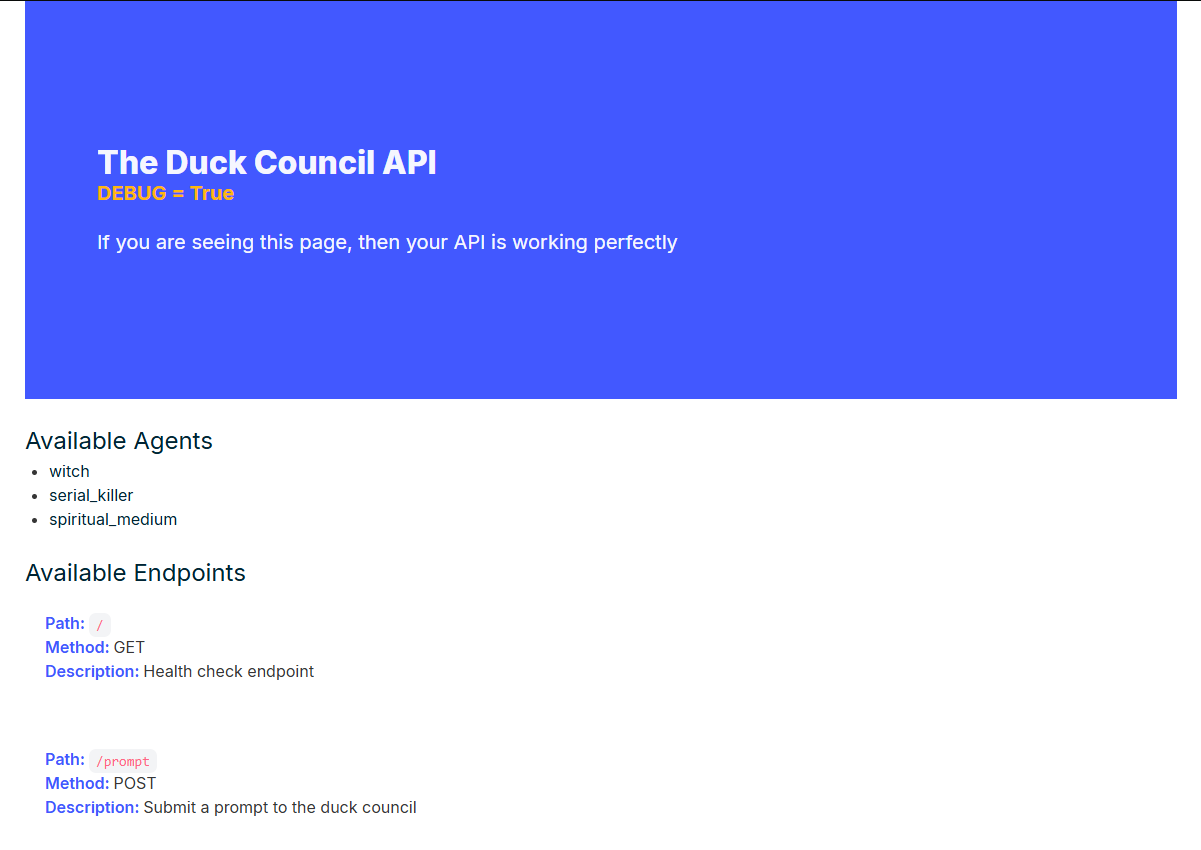 The Duck Council API
DEBUG = True
If you are seeing this page, then your API is working perfectly
Available Agents
witch
serial_killer
spiritual_medium
Available Endpoints
Path: /
Method: GET
Description: Health check endpoint
Path: /prompt
Method: POST
Description: Submit a prompt to the duck council